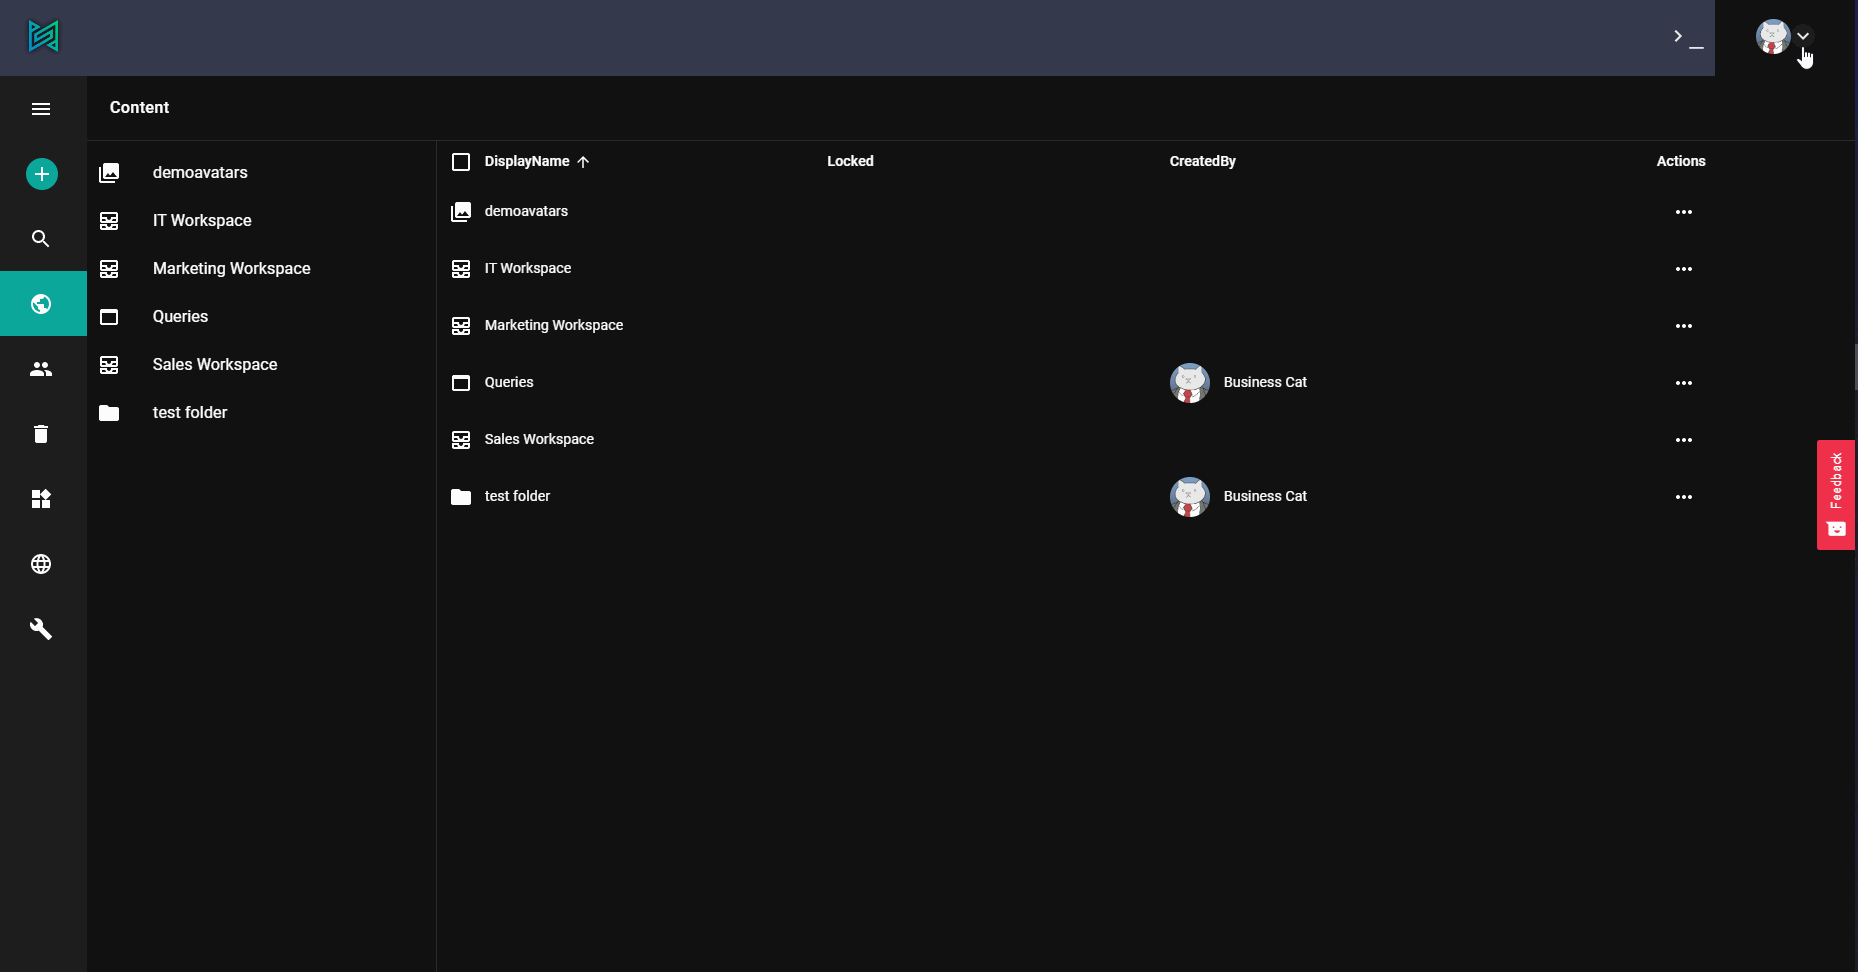 >_
Content
demoavatars
IT Workspace
Marketing Workspace
Queries
Sales Workspace
test folder
DisplayName Locked CreatedBy Actions
demoavatars
IT Workspace
Marketing Workspace
Queries Business Cat
Sales Workspace
test folder Business Cat
Feedback